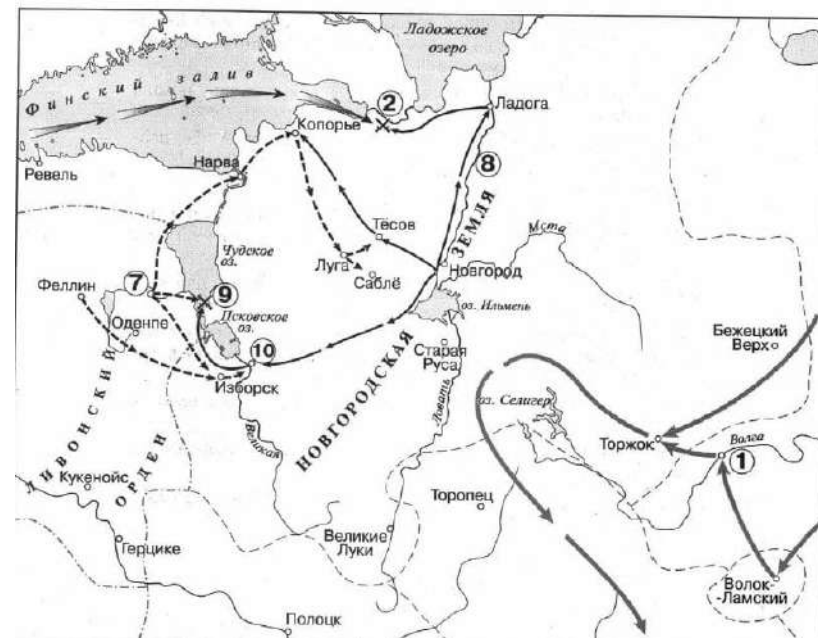 Ладожское
озеро
Финский залив
2
Ладога
Копорье
8
Ревель
Нарва
Тёсов
Мста
ЗЕМЛЯ
Чудское
оз.
Луга
Новгород
Саблё
Феллин
7
9
оз. Ильмень
Оденпе
Псковское
оз.
10
Старая
Руса
Бежецкий
Верх
Изборск
НОВГОРОДСКАЯ
оз. Селигер
Ловать
Торжок
Волга
1
Великая
ЛИВОНСКИЙ
ОРДЕН
Кукенойс
Торопец
Великие
Луки
Герцике
Волок-
-Ламский
Полоцк